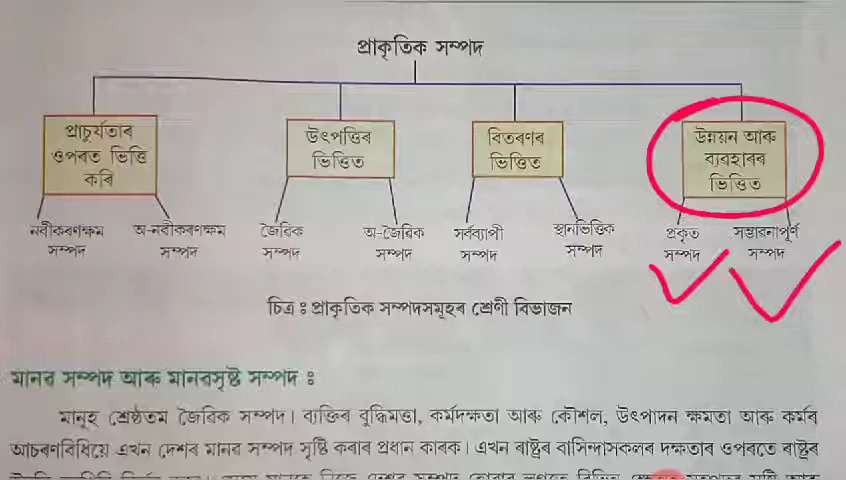 প্ৰাকৃতিক সম্পদ
প্ৰাচুৰ্যতাৰ
ওপৰত ভিত্তি
কৰি
উৎপত্তিৰ
ভিত্তিত
বিতৰণৰ
ভিত্তিত
উন্নয়ন আৰু
ব্যৱহাৰৰ
ভিত্তিত
নবীকৰণক্ষম
সম্পদ
অ-নবীকৰণক্ষম
সম্পদ
জৈৱিক
সম্পদ
অ-জৈৱিক
সম্পদ
সৰ্বব্যাপী
সম্পদ
স্থানভিত্তিক
সম্পদ
প্ৰকৃত
সম্পদ
সম্ভাৱনাপূৰ্ণ
সম্পদ
চিত্ৰ ঃ প্ৰাকৃতিক সম্পদসমূহৰ শ্ৰেণী বিভাজন
মানৱ সম্পদ আৰু মানৱসৃষ্ট সম্পদ ঃ
মানুহ শ্ৰেষ্ঠতম জৈৱিক সম্পদ। ব্যক্তিৰ বুদ্ধিমত্তা, কৰ্মদক্ষতা আৰু কৌশল, উৎপাদন ক্ষমতা আৰু কৰ্মৰ
আচৰণবিধিয়ে এখন দেশৰ মানৱ সম্পদ সৃষ্টি কৰাৰ প্ৰধান কাৰক। এখন ৰাষ্ট্ৰৰ বাসিন্দাসকলৰ দক্ষতাৰ ওপৰতে ৰাষ্ট্ৰৰ